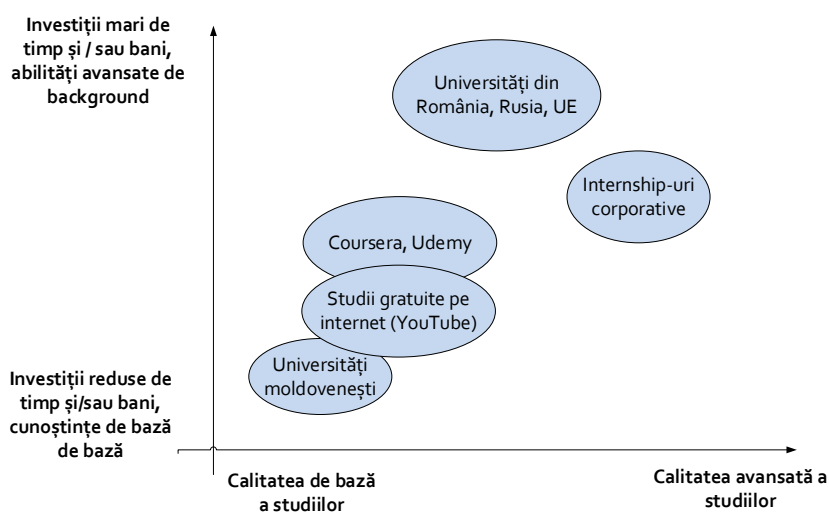 Investiții mari de
timp și / sau bani,
abilități avansate de
background
Universități din
România, Rusia, UE
Internship-uri
corporative
Coursera, Udemy
Studii gratuite pe
internet (YouTube)
Universități
moldovenești
Investiții reduse de
timp și/sau bani,
cunoștințe de bază
de bază
Calitatea de bază
a studiilor
Calitatea avansată a
studiilor